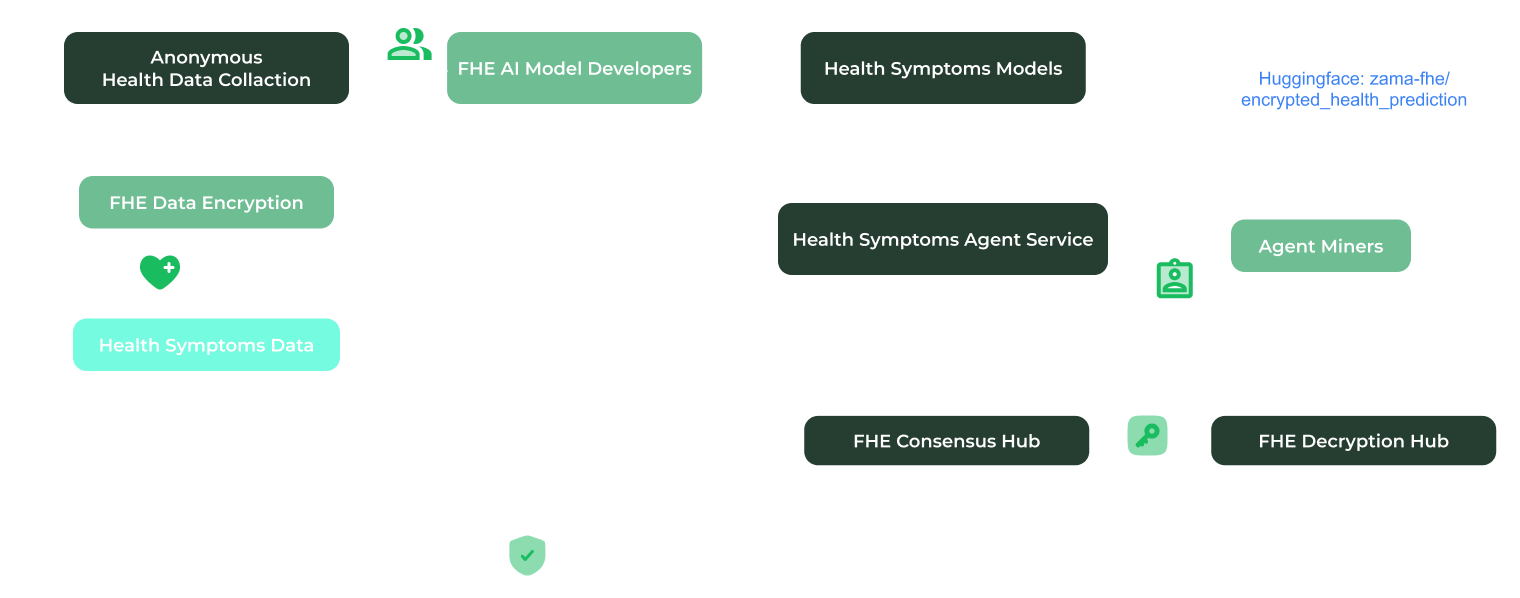 Anonymous
Health Data Collaction
FHE AI Model Developers
Health Symptoms Models
Huggingface: zama-fhe/
encrypted_health_prediction
FHE Data Encryption
Health Symptoms Agent Service
Agent Miners
Health Symptoms Data
FHE Consensus Hub
FHE Decryption Hub